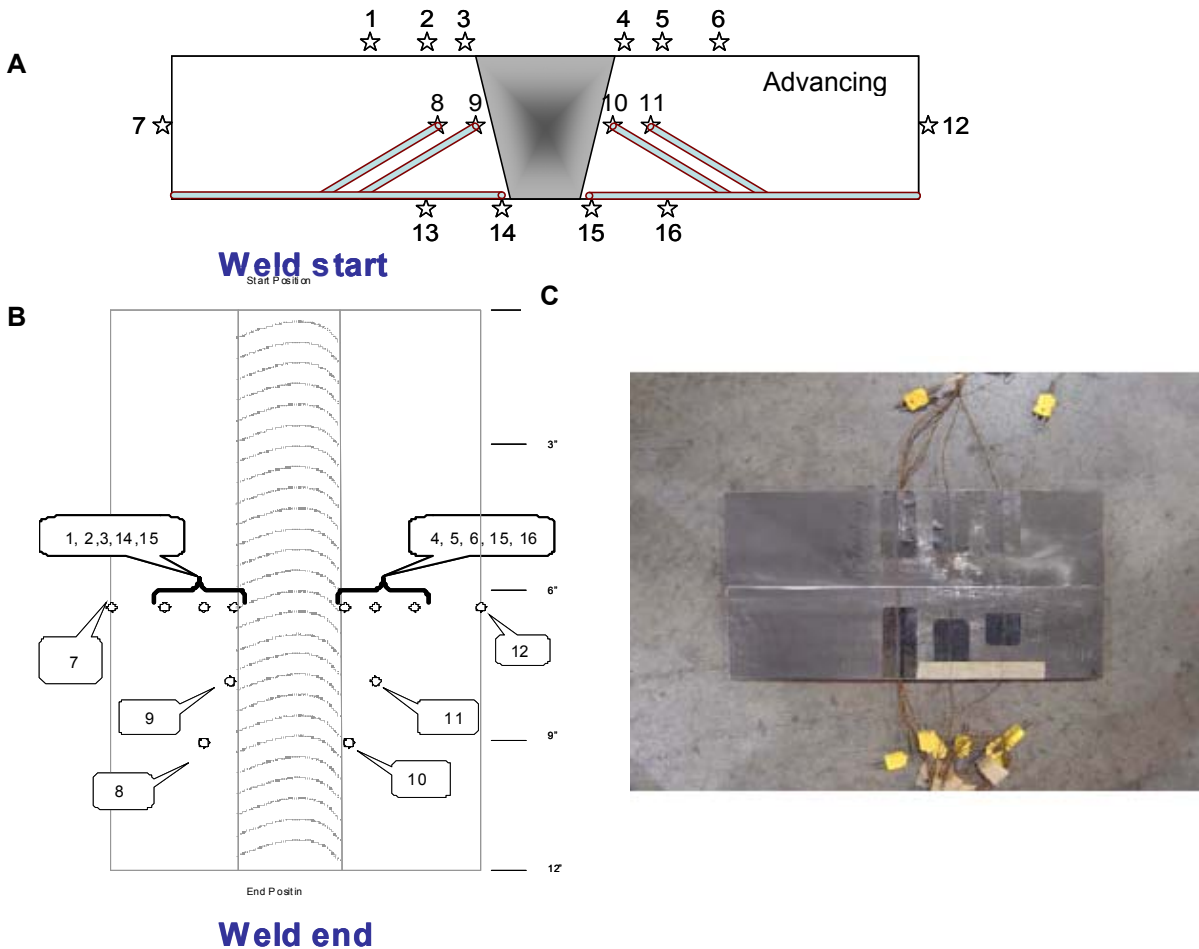 1 2 3 4 5 6
A
Advancing
8 9 10 11
7 12
13 14 15 16
Weld start
Start Position
B
C
3"
1, 2 ,3, 14 ,15
4, 5, 6, 15, 16
6"
7
12
9
11
9"
8
10
12"
End Positin
Weld end